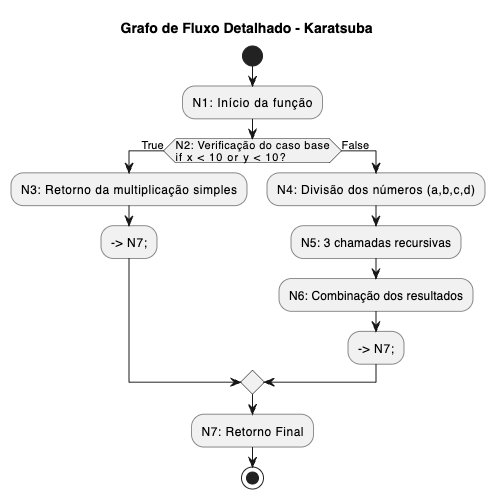 Grafo de Fluxo Detalhado - Karatsuba
N1: Início da função
True
N2: Verificação do caso base
if x < 10 or y < 10?
False
N3: Retorno da multiplicação simples
N4: Divisão dos números (a,b,c,d)
-> N7;
N5: 3 chamadas recursivas
N6: Combinação dos resultados
-> N7;
N7: Retorno Final